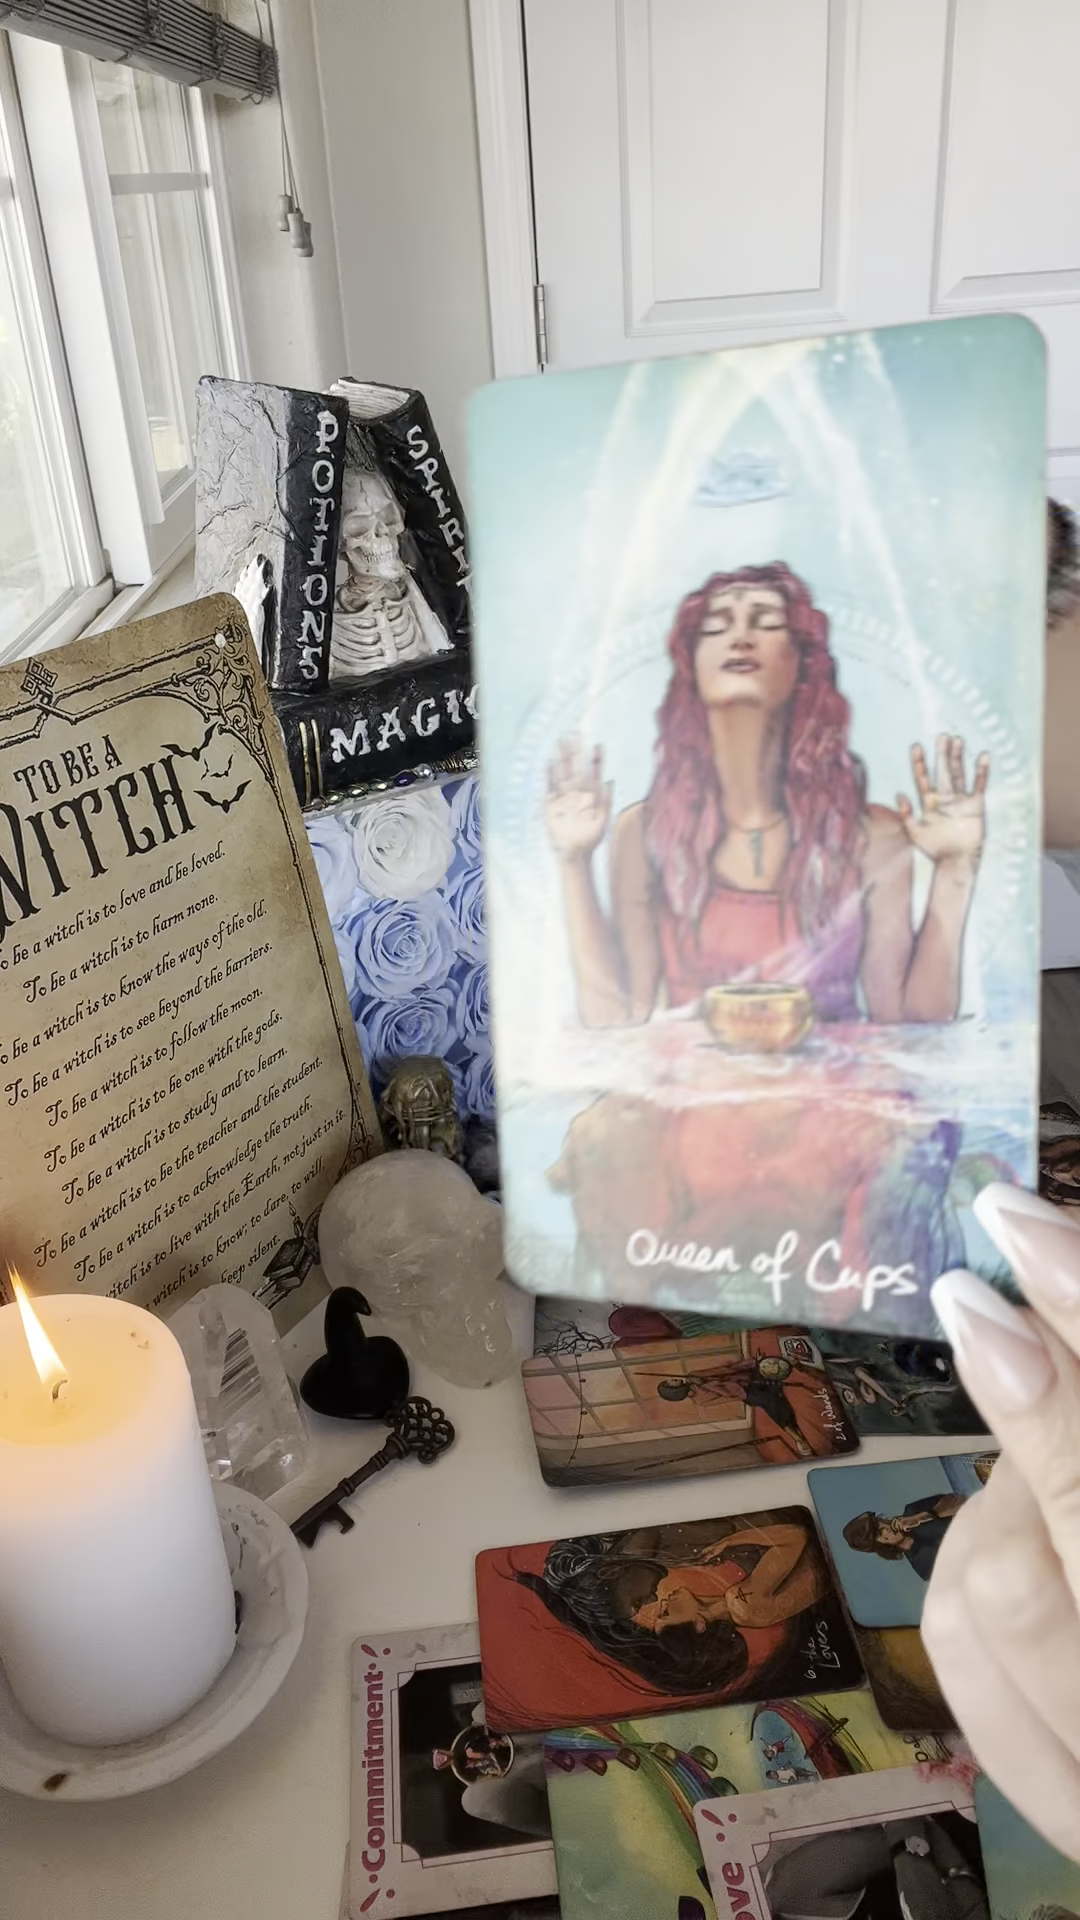 POTIONS
SPIRIT
MAGIC
TO BE A
WITCH
To be a witch is to love and be loved.
To be a witch is to harm none.
To be a witch is to know the ways of the old.
To be a witch is to see beyond the barriers.
To be a witch is to follow the moon.
To be a witch is to be one with the gods.
To be a witch is to study and to learn.
To be a witch is to be the teacher and the student.
To be a witch is to acknowledge the truth.
witch is to live with the Earth, not just in it.
a witch is to know; to dare, to will,
keep silent.
Queen of Cups
2 of Wands
6. the
Lovers
Commitment
ove